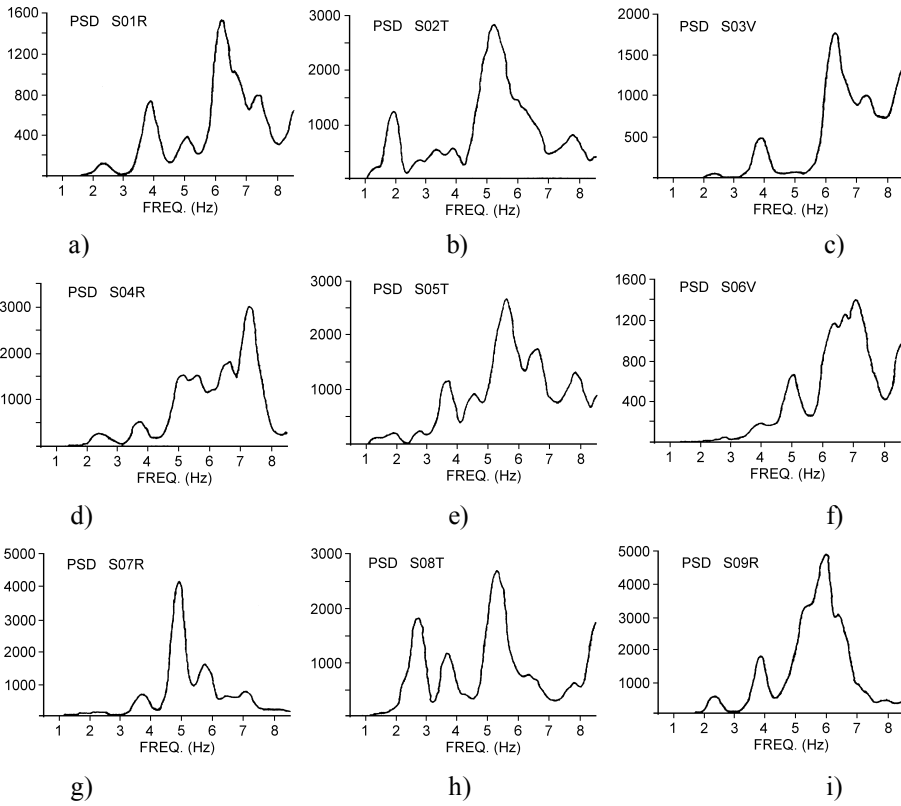 PSD S01R
1600
1200
800
400
1 2 3 4 5 6 7 8
FREQ. (Hz)
a)
PSD S02T
3000
2000
1000
1 2 3 4 5 6 7 8
FREQ. (Hz)
b)
PSD S03V
2000
1500
1000
500
1 2 3 4 5 6 7 8
FREQ. (Hz)
c)
PSD S04R
3000
2000
1000
1 2 3 4 5 6 7 8
FREQ. (Hz)
d)
PSD S05T
3000
2000
1000
1 2 3 4 5 6 7 8
FREQ. (Hz)
e)
PSD S06V
1600
1200
800
400
1 2 3 4 5 6 7 8
FREQ. (Hz)
f)
PSD S07R
5000
4000
3000
2000
1000
1 2 3 4 5 6 7 8
FREQ. (Hz)
g)
PSD S08T
3000
2000
1000
1 2 3 4 5 6 7 8
FREQ. (Hz)
h)
PSD S09R
5000
4000
3000
2000
1000
1 2 3 4 5 6 7 8
FREQ. (Hz)
i)